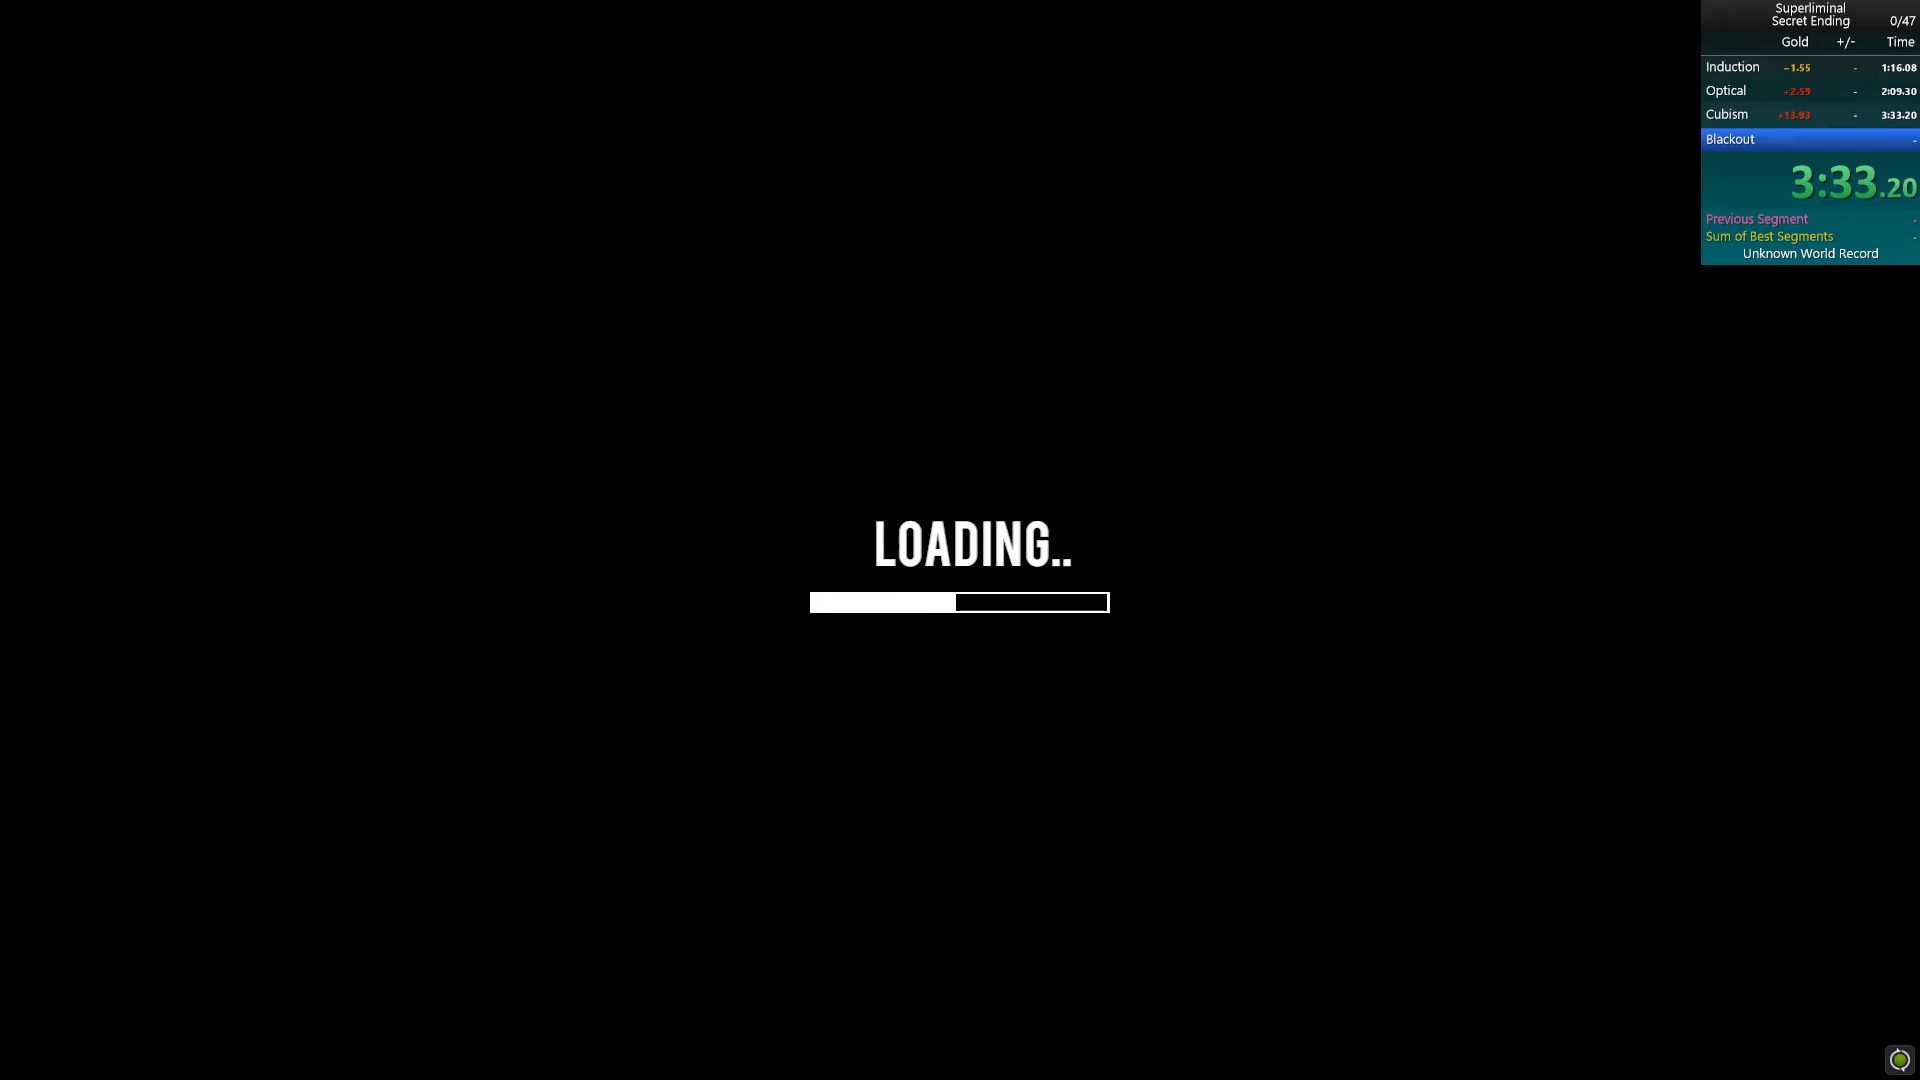 Superliminal
Secret Ending 0/47
Gold +/- Time
Induction −1.55 - 1:16.08
Optical +2.59 - 2:09.30
Cubism +13.93 - 3:33.20
Blackout -
3:33.20
Previous Segment -
Sum of Best Segments -
Unknown World Record
LOADING..